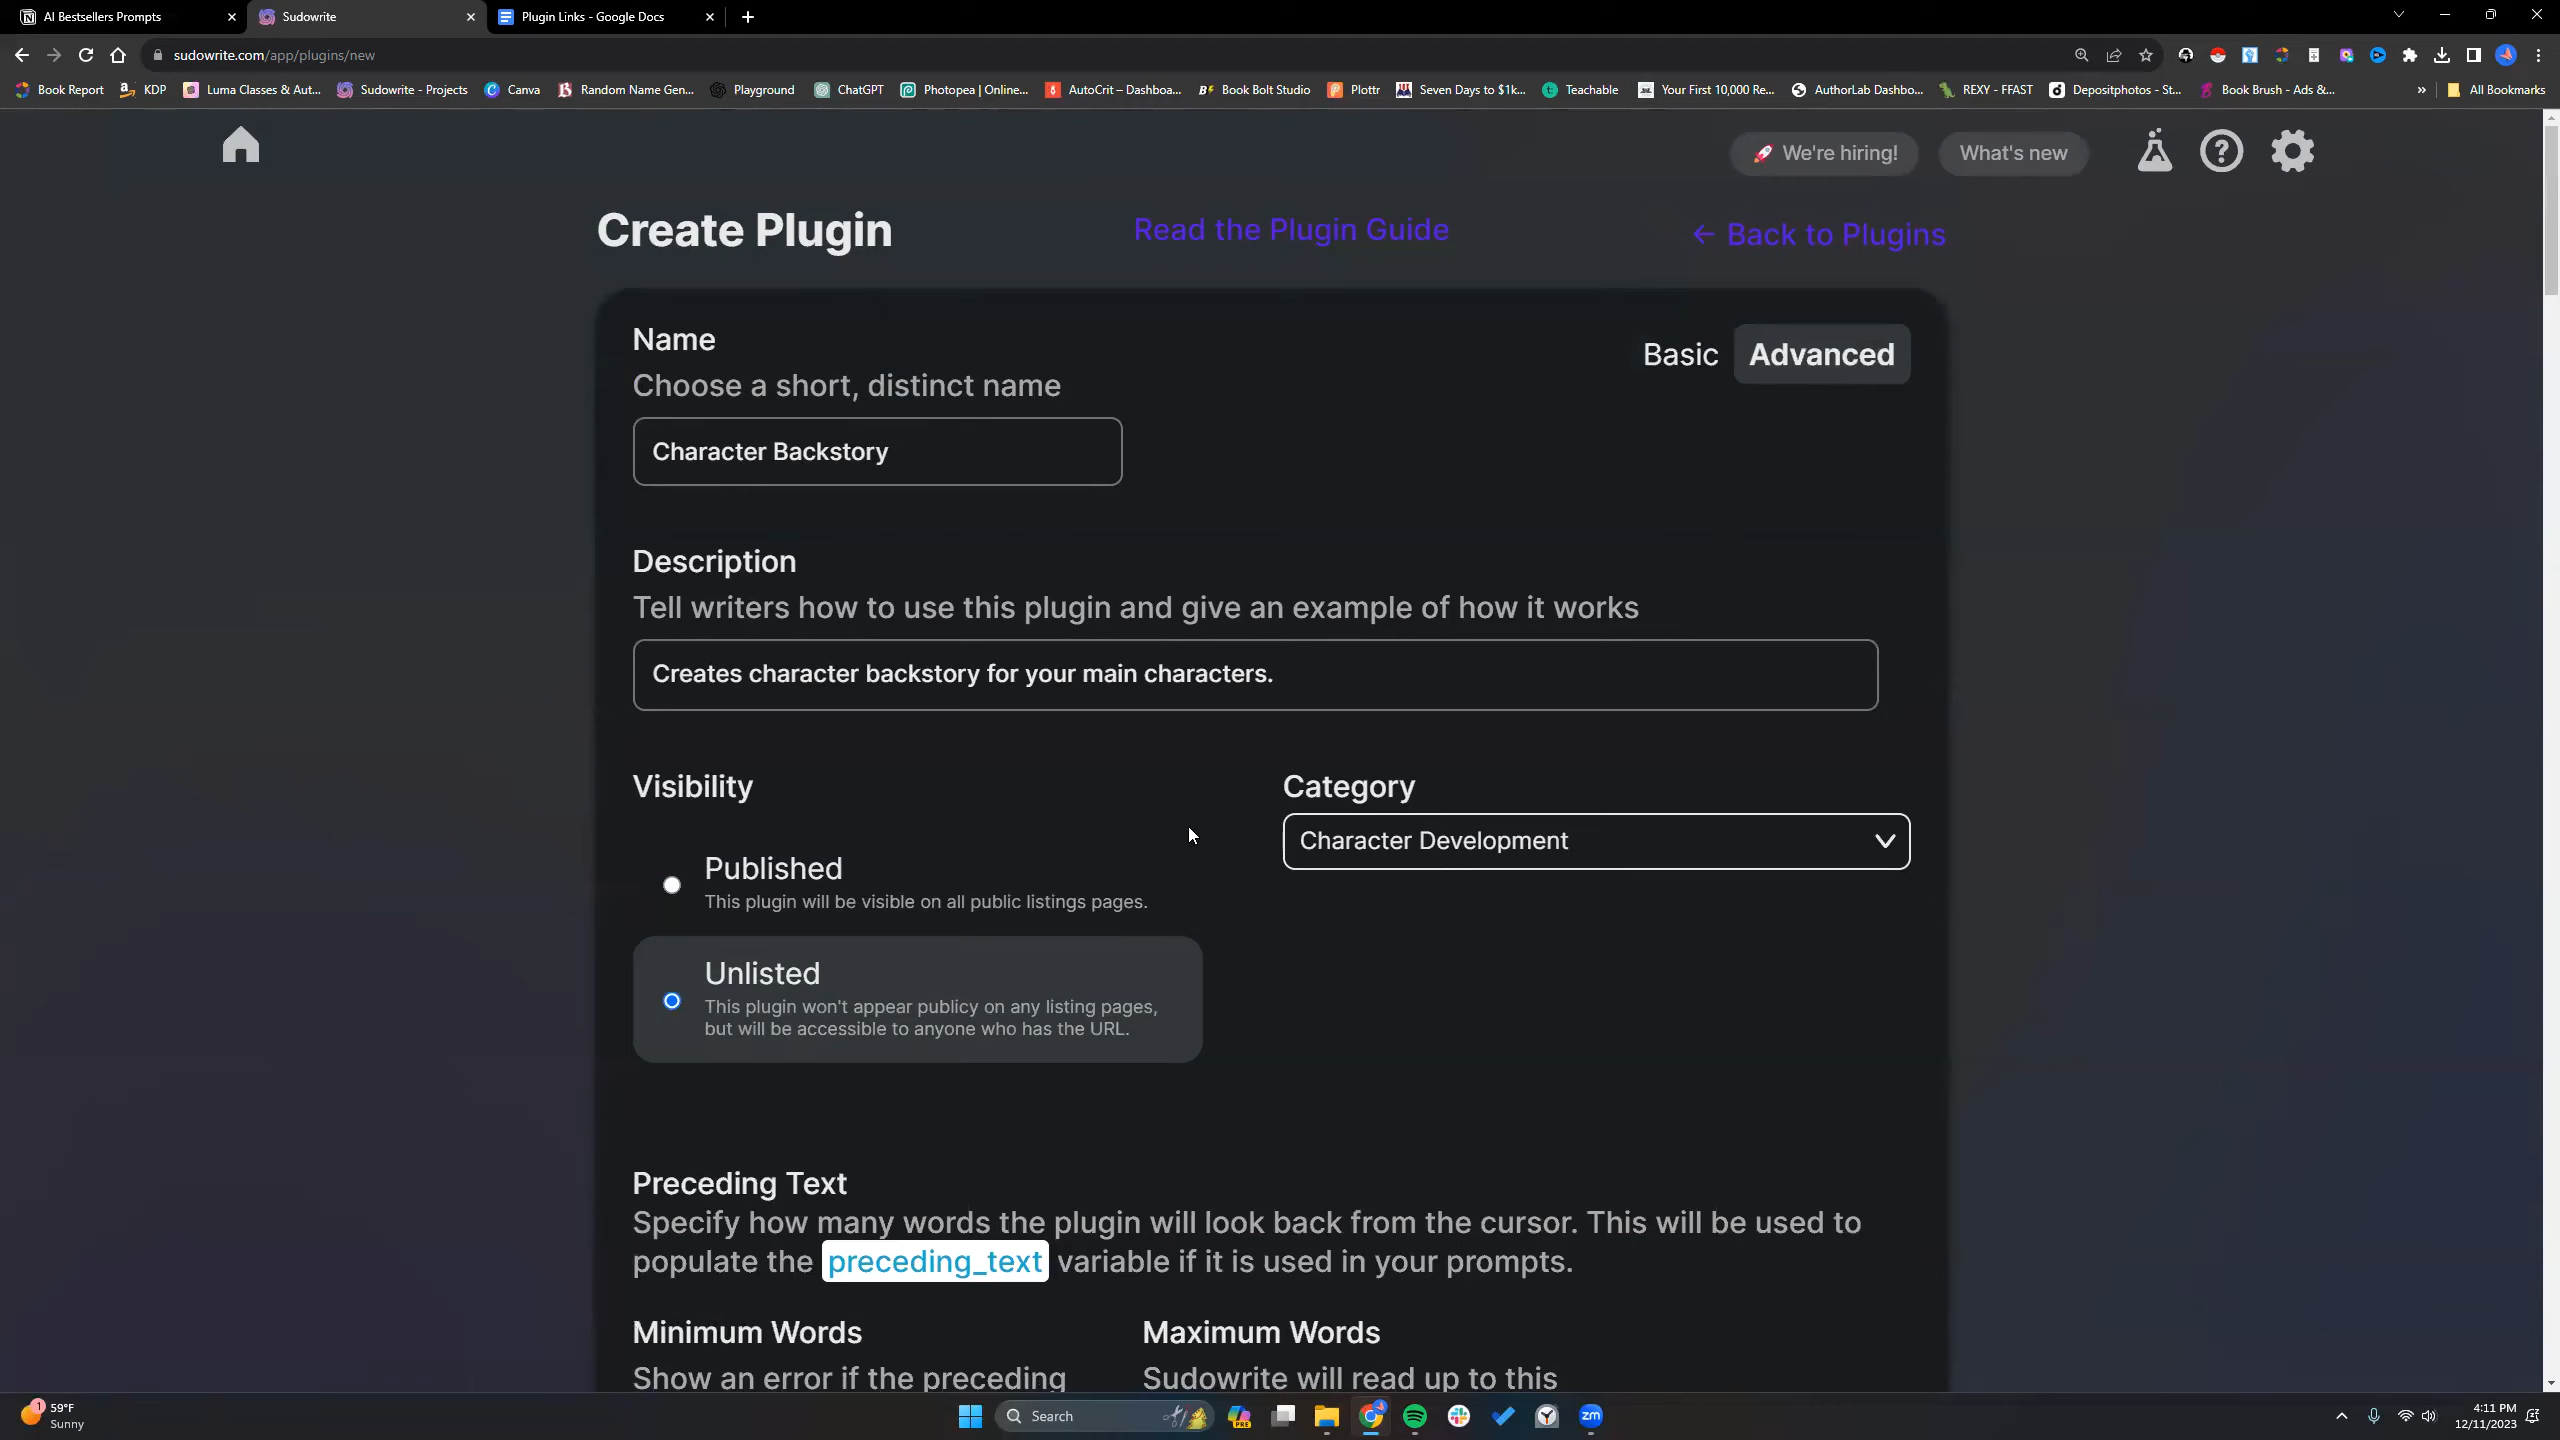 AI Bestsellers Prompts
Sudowrite
Plugin Links - Google Docs
sudowrite.com/app/plugins/new
Book Report
KDP
Luma Classes & Aut...
Sudowrite - Projects
Canva
Random Name Gen...
Playground
ChatGPT
Photopea | Online...
AutoCrit – Dashboa...
Book Bolt Studio
Plottr
Seven Days to $1k...
Teachable
Your First 10,000 Re...
AuthorLab Dashbo...
REXY - FFAST
Depositphotos - St...
Book Brush - Ads &...
»
All Bookmarks
We're hiring!
What's new
Create Plugin
Read the Plugin Guide
← Back to Plugins
Name
Basic
Advanced
Choose a short, distinct name
Character Backstory
Description
Tell writers how to use this plugin and give an example of how it works
Creates character backstory for your main characters.
Visibility
Category
Character Development
Published
This plugin will be visible on all public listings pages.
Unlisted
This plugin won't appear publicy on any listing pages,
but will be accessible to anyone who has the URL.
Preceding Text
Specify how many words the plugin will look back from the cursor. This will be used to
populate the preceding_text variable if it is used in your prompts.
Minimum Words
Maximum Words
Show an error if the preceding
Sudowrite will read up to this
1
59°F
Sunny
Search
PRE
zm
4:11 PM
12/11/2023